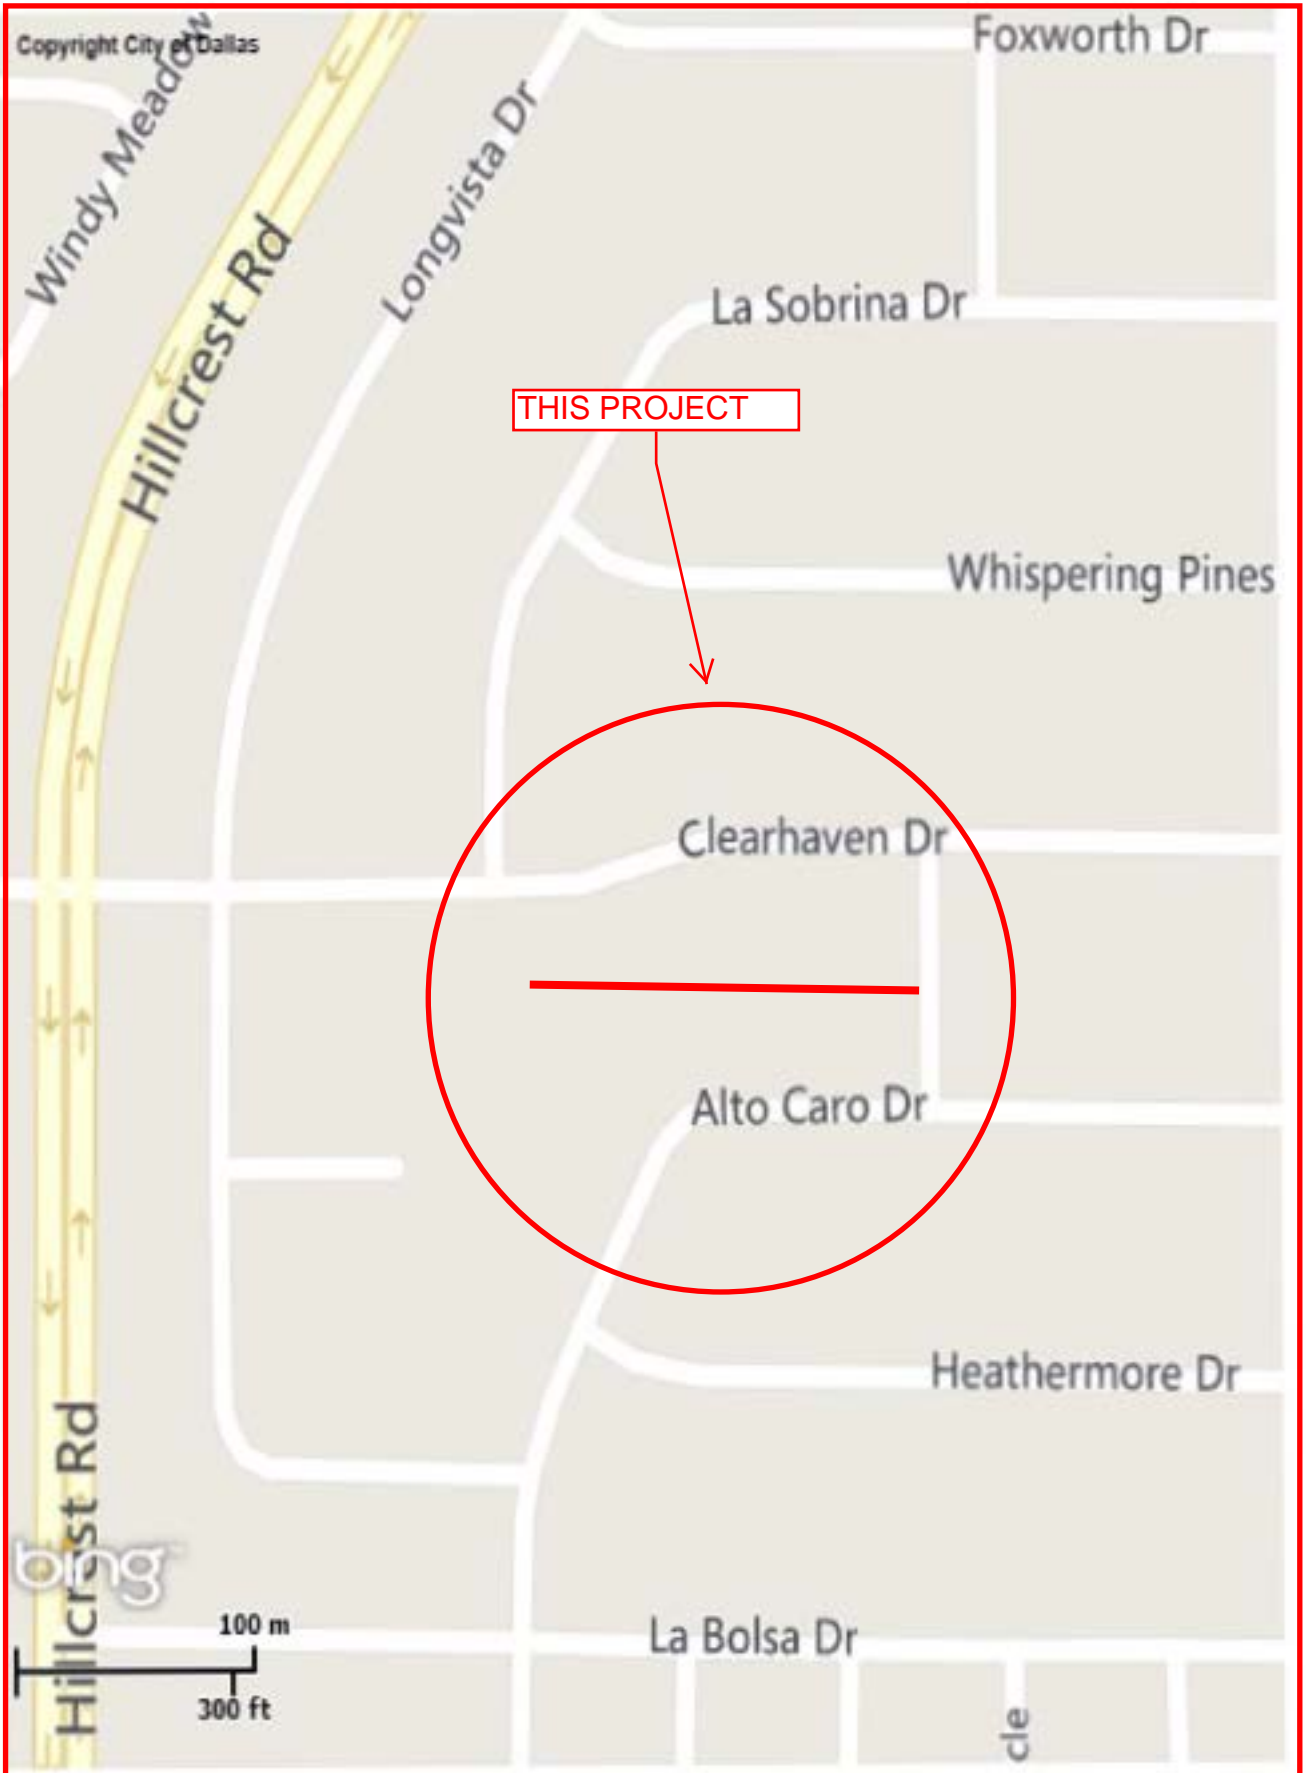 Copyright City of Dallas
Foxworth Dr
Windy Meadow
Longvista Dr
Hillcrest Rd
La Sobrina Dr
THIS PROJECT
Whispering Pines
Clearhaven Dr
Alto Caro Dr
Heathermore Dr
Hillcrest Rd
bing
100 m
La Bolsa Dr
300 ft
cle